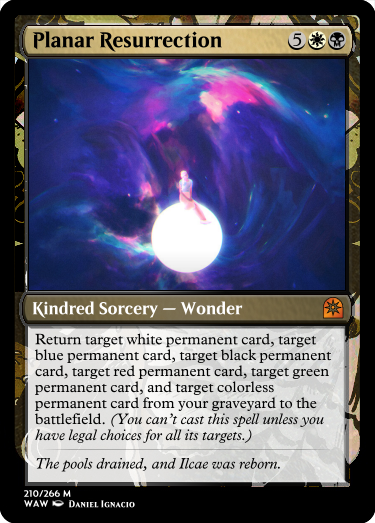 Planar Resurrection 5
Kindred Sorcery — Wonder
Return target white permanent card, target
blue permanent card, target black permanent
card, target red permanent card, target green
permanent card, and target colorless
permanent card from your graveyard to the
battlefield. (You can't cast this spell unless you
have legal choices for all its targets.)
The pools drained, and Ilcae was reborn.
210/266 M
WAW Daniel Ignacio